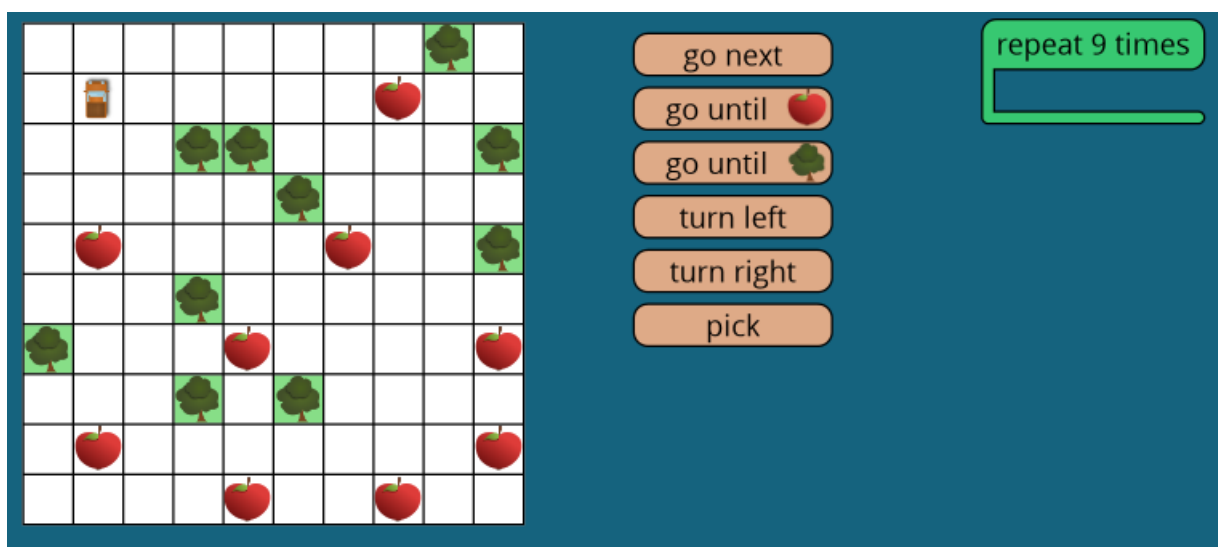 go next
go until
go until
turn left
turn right
pick
repeat 9 times